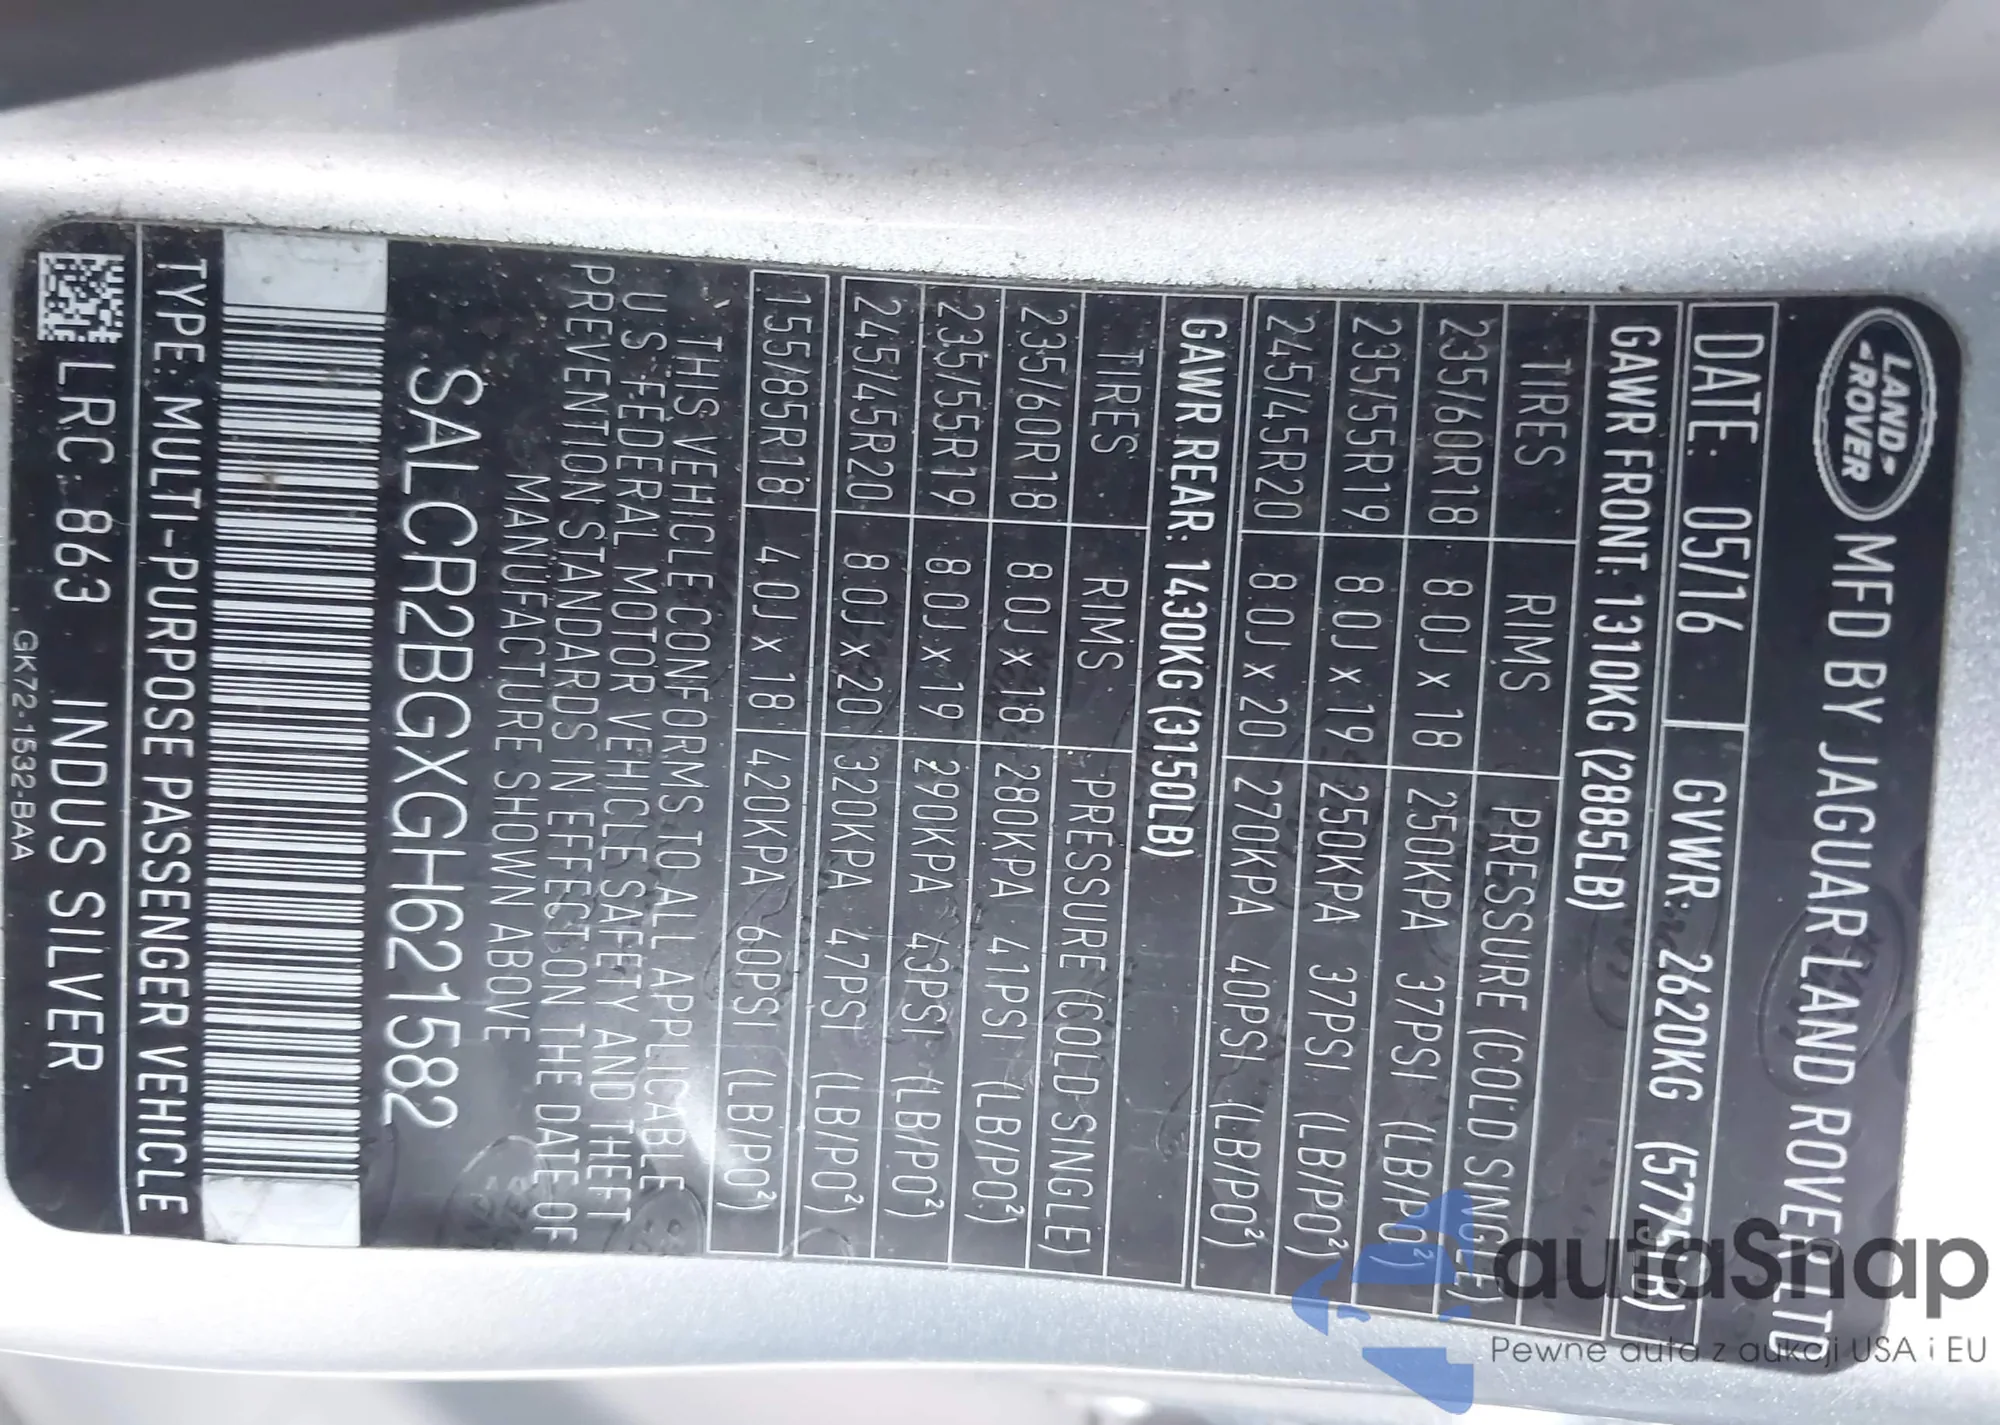 LAND
-ROVER-
MFD BY JAGUAR LAND ROVER LTD
DATE: 05/16 GVWR: 2620KG (5775LB)
GAWR FRONT: 1310KG (2885LB)
TIRES RIMS PRESSURE (COLD SINGLE)
235/60R18 8.0J x 18 250KPA 37PSI (LB/PO²)
235/55R19 8.0J x 19 250KPA 37PSI (LB/PO²)
245/45R20 8.0J x 20 270KPA 40PSI (LB/PO²)
GAWR REAR: 1430KG (3150LB)
TIRES RIMS PRESSURE (COLD SINGLE)
235/60R18 8.0J x 18 280KPA 41PSI (LB/PO²)
235/55R19 8.0J x 19 290KPA 43PSI (LB/PO²)
245/45R20 8.0J x 20 320KPA 47PSI (LB/PO²)
155/85R18 4.0J x 18 420KPA 60PSI (LB/PO²)
THIS VEHICLE CONFORMS TO ALL APPLICABLE
U.S FEDERAL MOTOR VEHICLE SAFETY AND THEFT
PREVENTION STANDARDS IN EFFECT ON THE DATE OF
MANUFACTURE SHOWN ABOVE
SALCR2BGXGH621582
TYPE: MULTI-PURPOSE PASSENGER VEHICLE
LRC: 863 INDUS SILVER
GK72-1532-BAA
autaSnap
Pewne auta z aukcji USA i EU